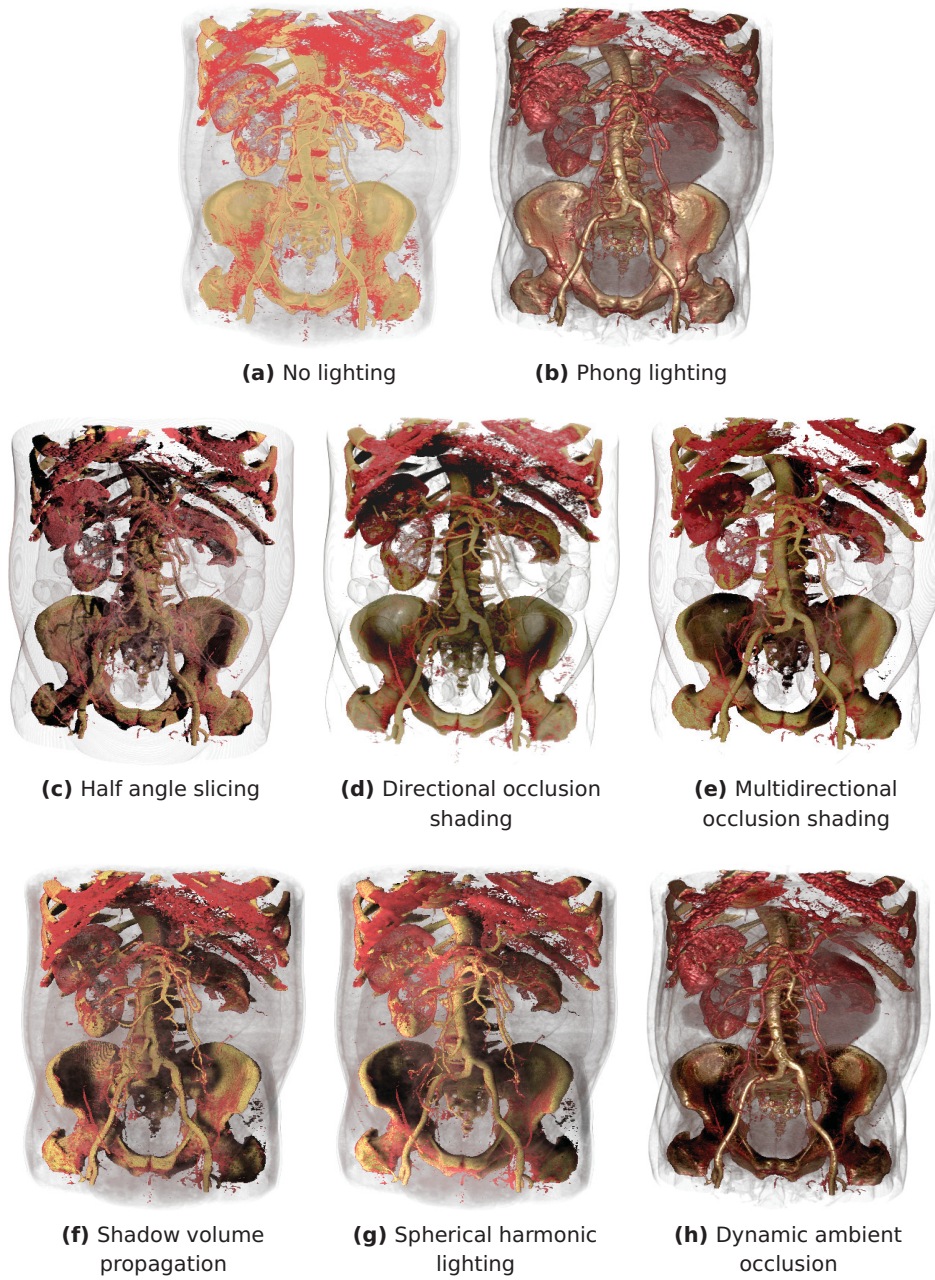 (a) No lighting
(b) Phong lighting
(c) Half angle slicing
(d) Directional occlusion
shading
(e) Multidirectional
occlusion shading
(f) Shadow volume
propagation
(g) Spherical harmonic
lighting
(h) Dynamic ambient
occlusion